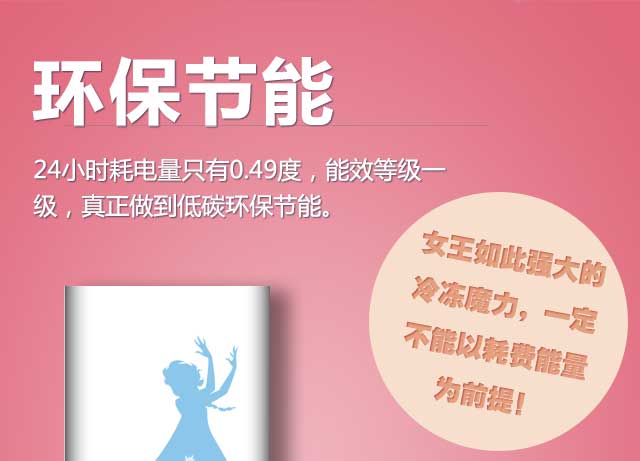 环保节能
24小时耗电量只有0.49度，能效等级一
级，真正做到低碳环保节能。
女王如此强大的
冷冻魔力，一定
不能以耗费能量
为前提！